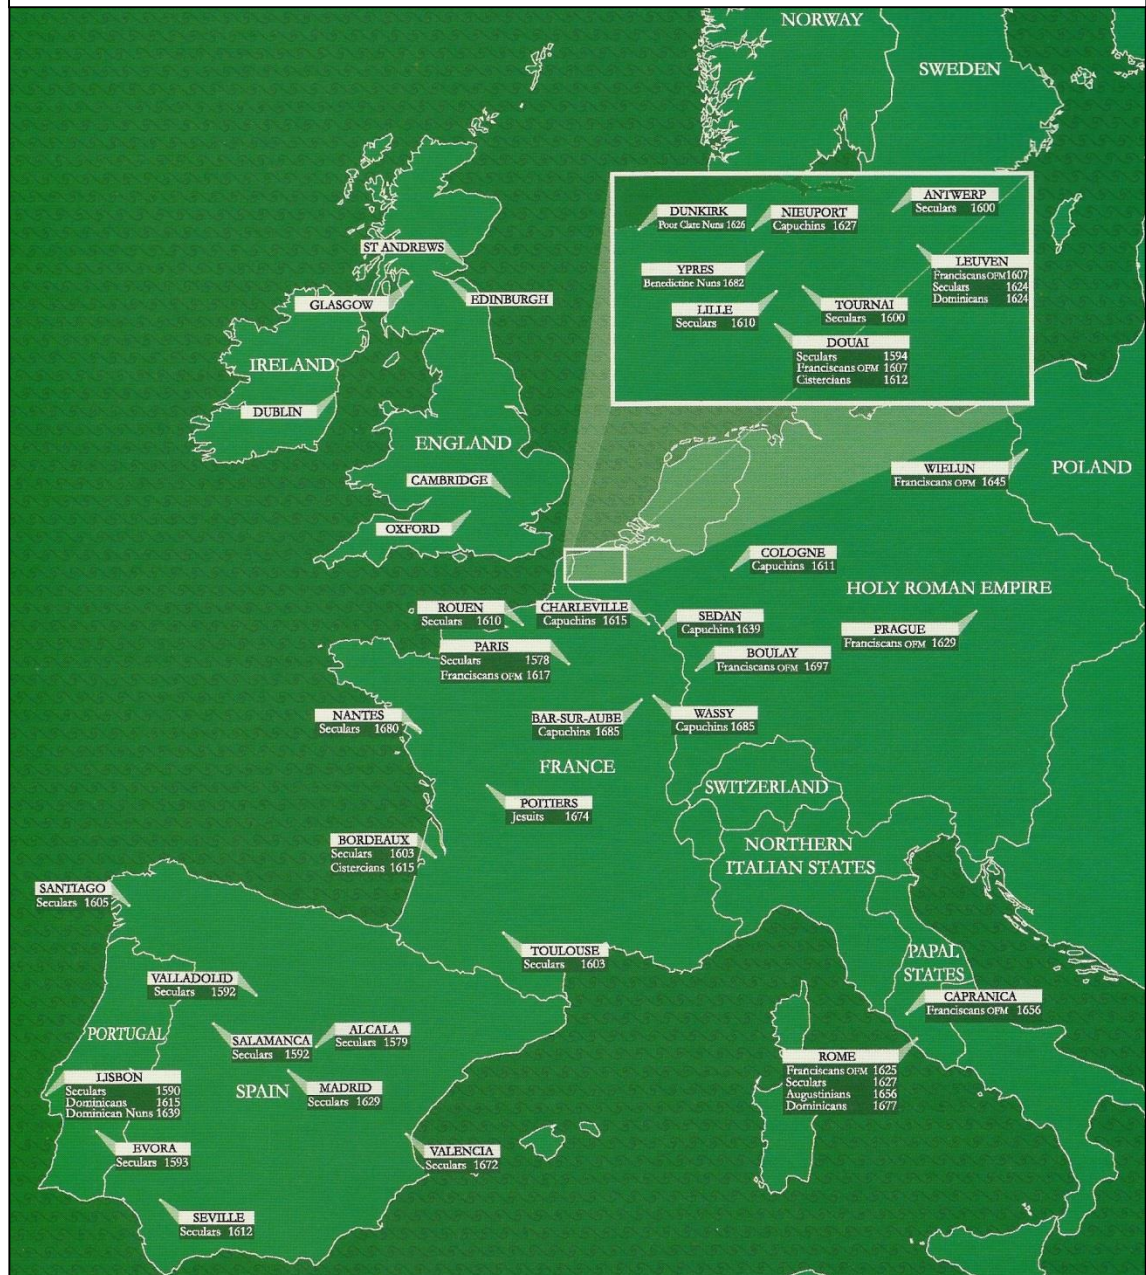 NORWAY
SWEDEN
DUNKIRK
Poor Clare Nuns 1626
NIEUPORT
Capuchins 1627
ANTWERP
Seculars 1600
YPRES
Benedictine Nuns 1682
LEUVEN
Franciscans OFM 1607
Seculars 1624
Dominicans 1624
LILLE
Seculars 1610
TOURNAI
Seculars 1600
DOUAI
Seculars 1594
Franciscans OFM 1607
Cistercians 1612
ST ANDREWS
GLASGOW
EDINBURGH
IRELAND
DUBLIN
ENGLAND
CAMBRIDGE
OXFORD
WIELUN
Franciscans OFM 1645
POLAND
COLOGNE
Capuchins 1611
HOLY ROMAN EMPIRE
ROUEN
Seculars 1610
CHARLEVILLE
Capuchins 1615
SEDAN
Capuchins 1639
PRAGUE
Franciscans OFM 1629
PARIS
Seculars 1578
Franciscans OFM 1617
BOULAY
Franciscans OFM 1697
NANTES
Seculars 1680
BAR-SUR-AUBE
Capuchins 1685
WASSY
Capuchins 1685
FRANCE
SWITZERLAND
POITIERS
Jesuits 1674
BORDEAUX
Seculars 1603
Cistercians 1615
NORTHERN
ITALIAN STATES
SANTIAGO
Seculars 1605
TOULOUSE
Seculars 1603
PAPAL
STATES
VALLADOLID
Seculars 1592
CAPRANICA
Franciscans OFM 1656
PORTUGAL
SALAMANCA
Seculars 1592
ALCALA
Seculars 1579
ROME
Franciscans OFM 1625
Seculars 1627
Augustinians 1656
Dominicans 1677
LISBON
Seculars 1590
Dominicans 1615
Dominican Nuns 1639
SPAIN
MADRID
Seculars 1629
EVORA
Seculars 1593
VALENCIA
Seculars 1672
SEVILLE
Seculars 1612